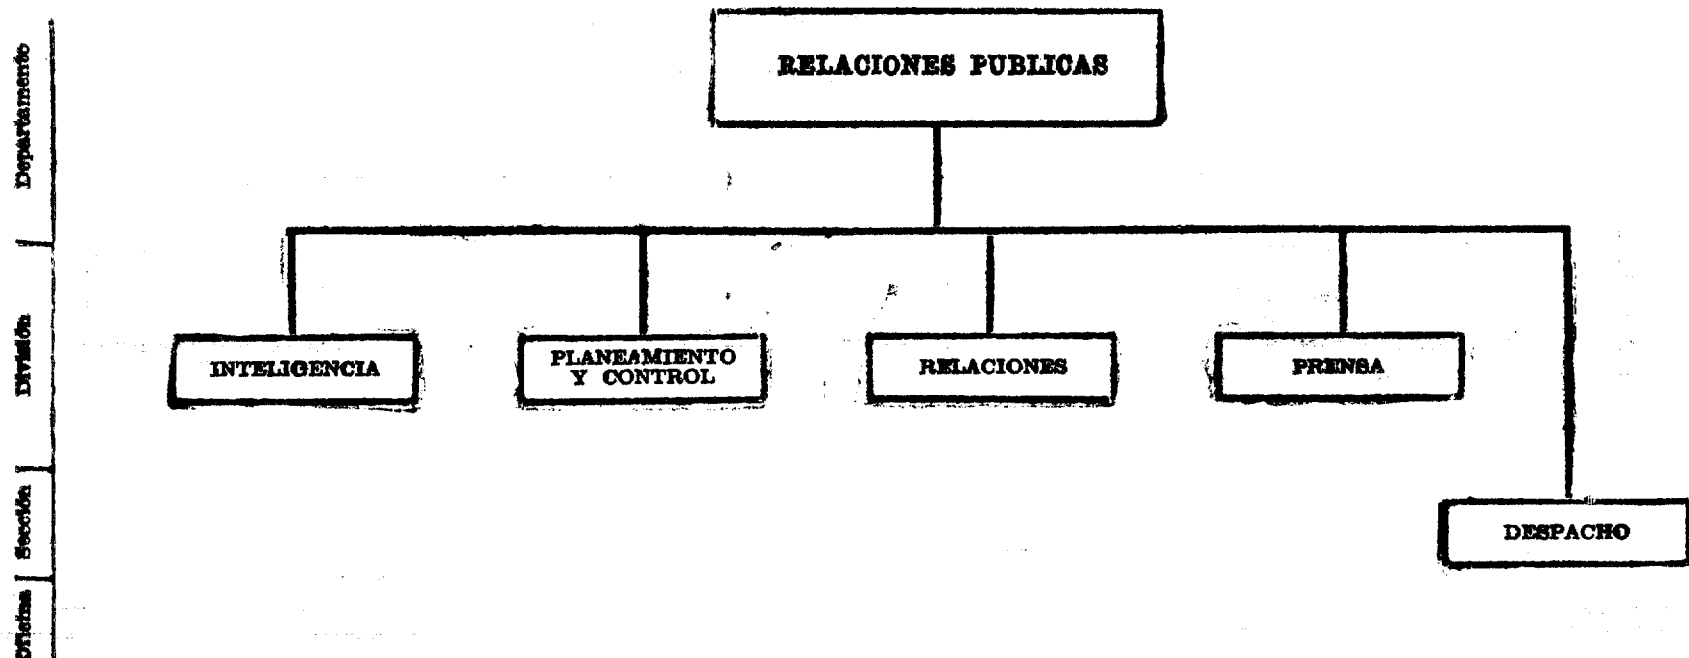 Departamento
RELACIONES PUBLICAS
División
INTELIGENCIA
PLANEAMIENTO
Y CONTROL
RELACIONES
PRENSA
Sección
DESPACHO
Oficina